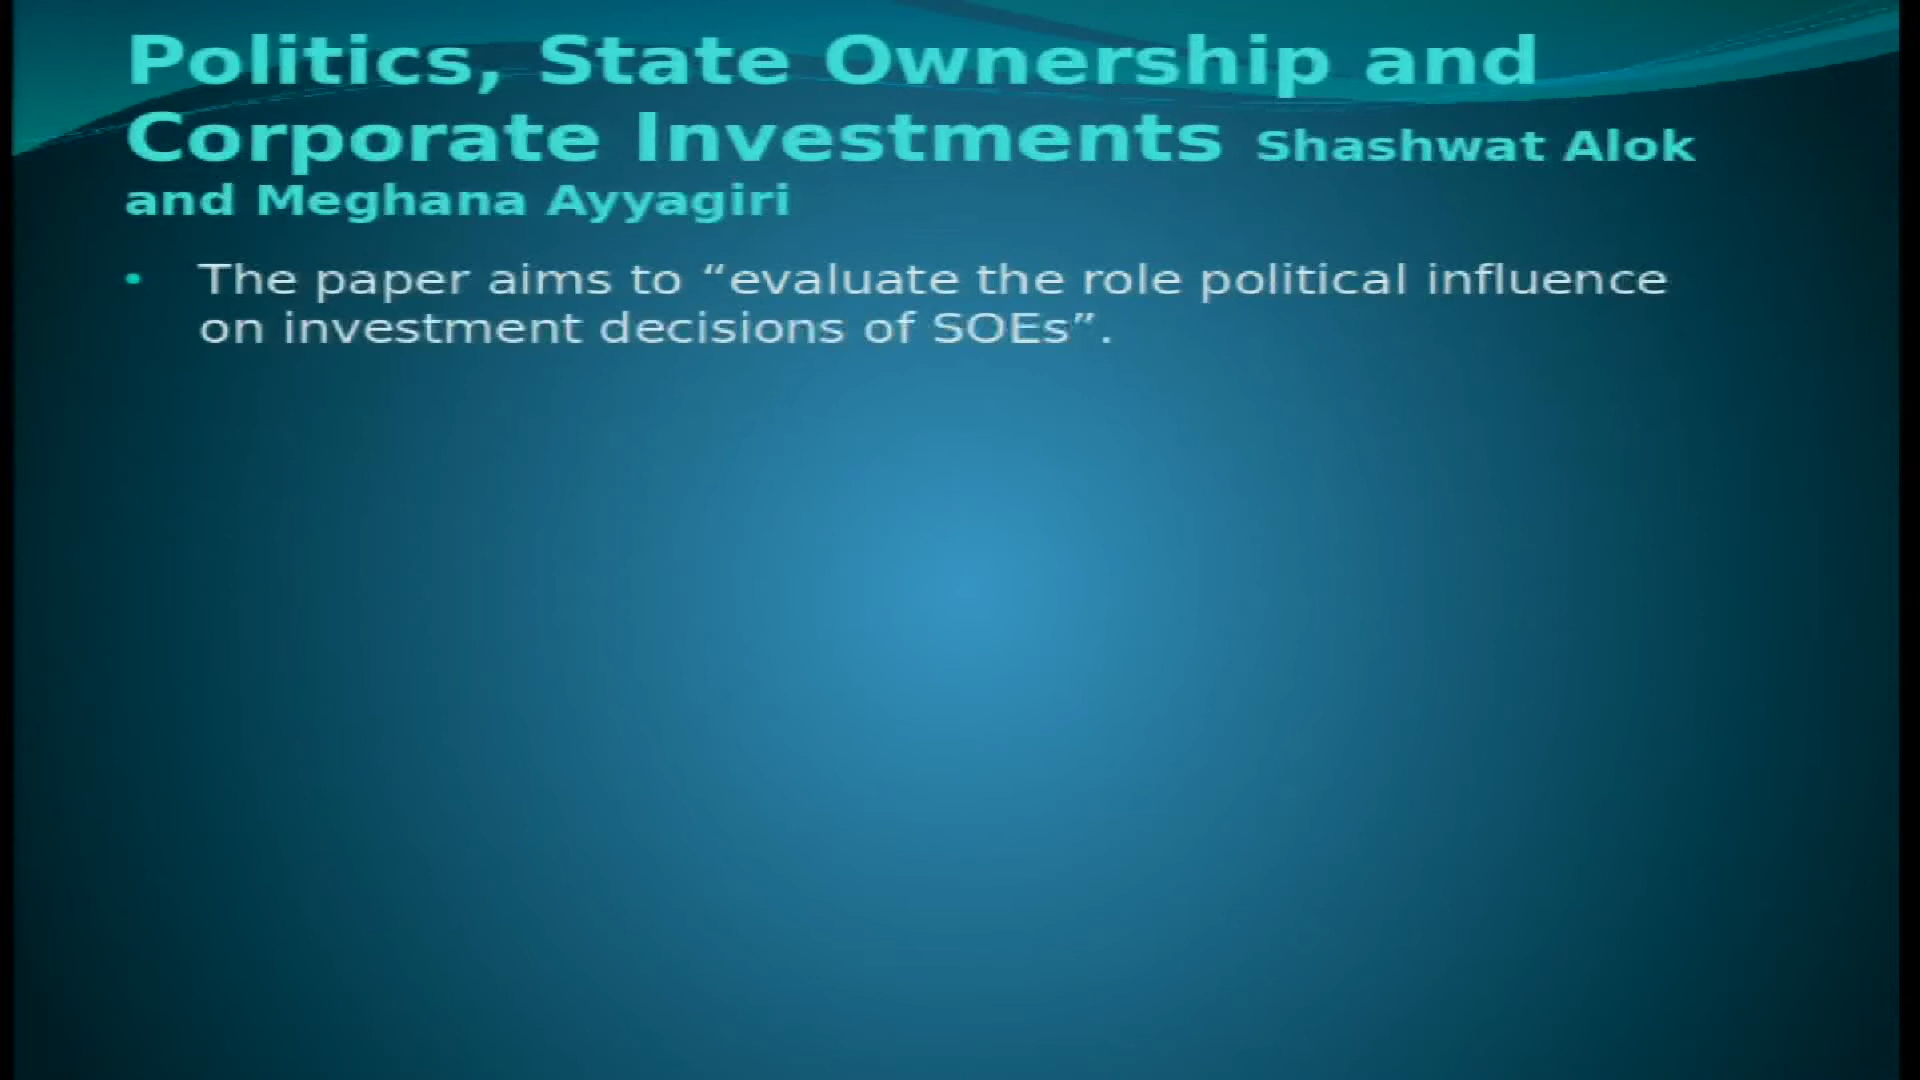 Politics, State Ownership and
Corporate Investments Shashwat Alok
and Meghana Ayyagiri
• The paper aims to “evaluate the role political influence
on investment decisions of SOEs”.